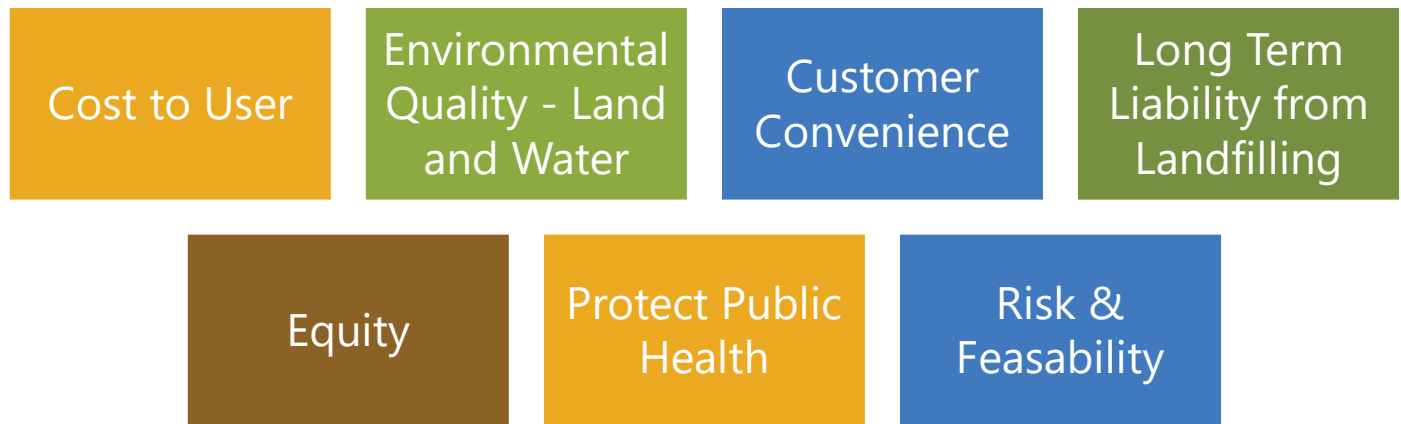 Cost to User
Environmental
Quality - Land
and Water
Customer
Convenience
Long Term
Liability from
Landfilling
Equity
Protect Public
Health
Risk &
Feasability